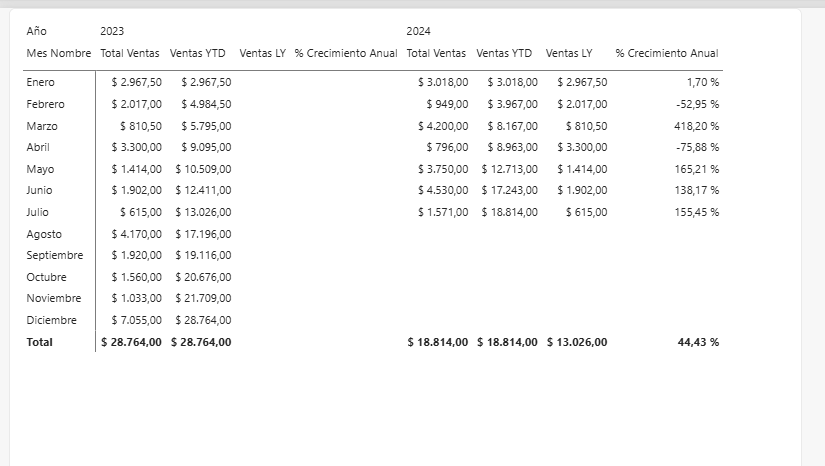 Año 2023 2024
Mes Nombre Total Ventas Ventas YTD Ventas LY % Crecimiento Anual Total Ventas Ventas YTD Ventas LY % Crecimiento Anual
Enero $ 2.967,50 $ 2.967,50 $ 3.018,00 $ 3.018,00 $ 2.967,50 1,70 %
Febrero $ 2.017,00 $ 4.984,50 $ 949,00 $ 3.967,00 $ 2.017,00 -52,95 %
Marzo $ 810,50 $ 5.795,00 $ 4.200,00 $ 8.167,00 $ 810,50 418,20 %
Abril $ 3.300,00 $ 9.095,00 $ 796,00 $ 8.963,00 $ 3.300,00 -75,88 %
Mayo $ 1.414,00 $ 10.509,00 $ 3.750,00 $ 12.713,00 $ 1.414,00 165,21 %
Junio $ 1.902,00 $ 12.411,00 $ 4.530,00 $ 17.243,00 $ 1.902,00 138,17 %
Julio $ 615,00 $ 13.026,00 $ 1.571,00 $ 18.814,00 $ 615,00 155,45 %
Agosto $ 4.170,00 $ 17.196,00
Septiembre $ 1.920,00 $ 19.116,00
Octubre $ 1.560,00 $ 20.676,00
Noviembre $ 1.033,00 $ 21.709,00
Diciembre $ 7.055,00 $ 28.764,00
Total $ 28.764,00 $ 28.764,00 $ 18.814,00 $ 18.814,00 $ 13.026,00 44,43 %